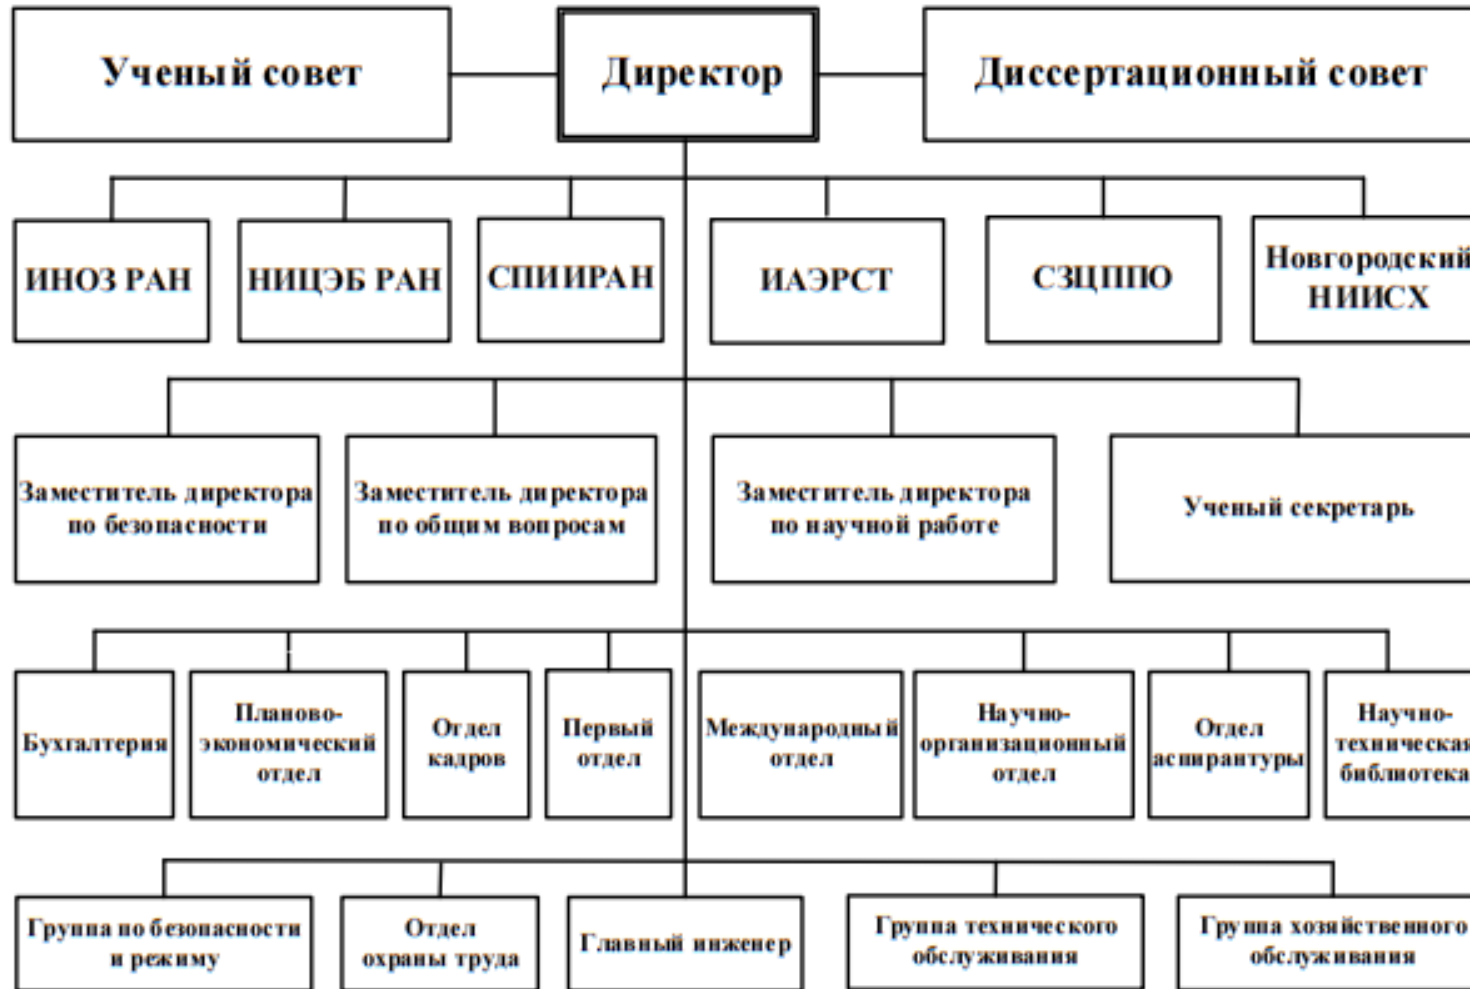 Ученый совет
Директор
Диссертационный совет
ИНОЗ РАН
НИЦЭБ РАН
СПИИРАН
ИАЭРСТ
СЗЦППО
Новгородский
НИИСХ
Заместитель директора
по безопасности
Заместитель директора
по общим вопросам
Заместитель директора
по научной работе
Ученый секретарь
Бухгалтерия
Планово-
экономический
отдел
Отдел
кадров
Первый
отдел
Международный
отдел
Научно-
организационный
отдел
Отдел
аспирантуры
Научно-
техническая
библиотека
Группа по безопасности
и режиму
Отдел
охраны труда
Главный инженер
Группа технического
обслуживания
Группа хозяйственного
обслуживания